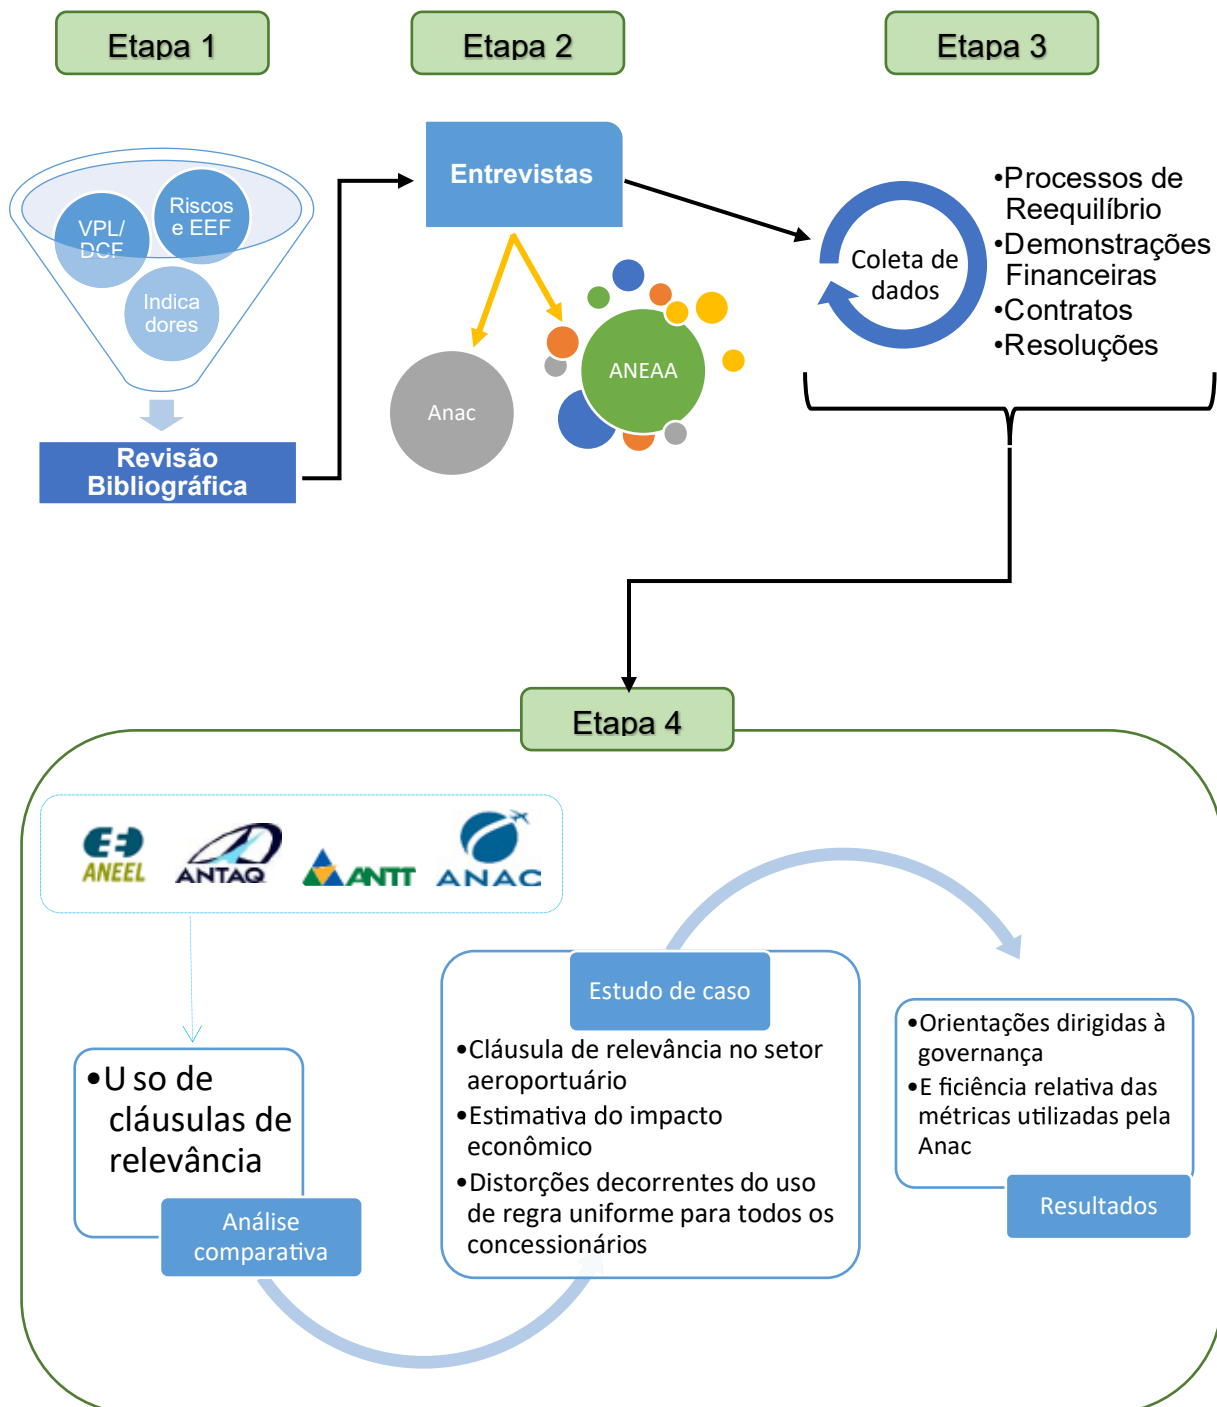 Etapa 1
Etapa 2
Etapa 3
VPL/
DCF
Riscos
e EEF
Indica
dores
Revisão
Bibliográfica
Entrevistas
Anac
ANEAA
Coleta de
dados
•Processos de
Reequilíbrio
•Demonstrações
Financeiras
•Contratos
•Resoluções
Etapa 4
ANEEL
ANTAQ
ANTT
ANAC
•U so de
cláusulas de
relevância
Análise
comparativa
Estudo de caso
•Cláusula de relevância no setor
aeroportuário
•Estimativa do impacto
econômico
•Distorções decorrentes do uso
de regra uniforme para todos os
concessionários
•Orientações dirigidas à
governança
•E ficiência relativa das
métricas utilizadas pela
Anac
Resultados